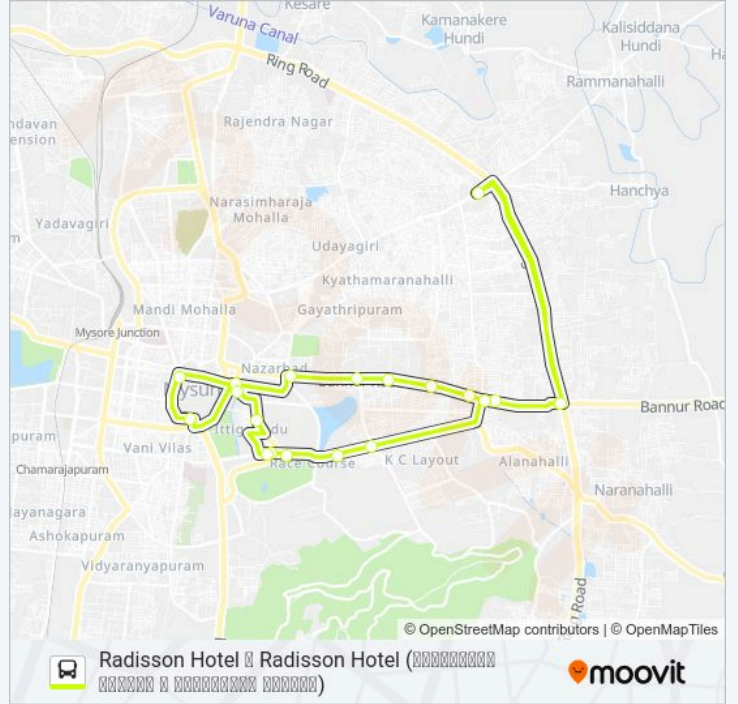 Kesare
Varuna Canal
Kamanakere
Hundi
Kalisiddana
Hundi
Ring Road
Rammanahalli
ndavan
ension
Rajendra Nagar
Hanchya
Narasimharaja
Mohalla
Yadavagiri
Udayagiri
Kyathamaranahalli
Mandi Mohalla
Gayathripuram
Mysore Junction
Nazarbad
Bannur Road
Vani Vilas
Race Course
K C Layout
Alanahalli
puram
Chamarajapuram
Naranahalli
ayanagara
Ashokapuram
Vidyaranyapuram
Road
© OpenStreetMap contributors | © OpenMapTiles
Radisson Hotel Radisson Hotel
moovit